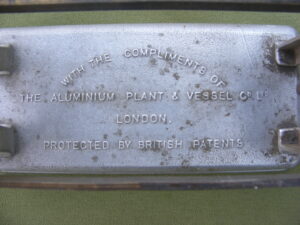 WITH THE COMPLIMENTS OF
THE ALUMINIUM PLANT & VESSEL CO LD
LONDON.
PROTECTED BY BRITISH PATENTS